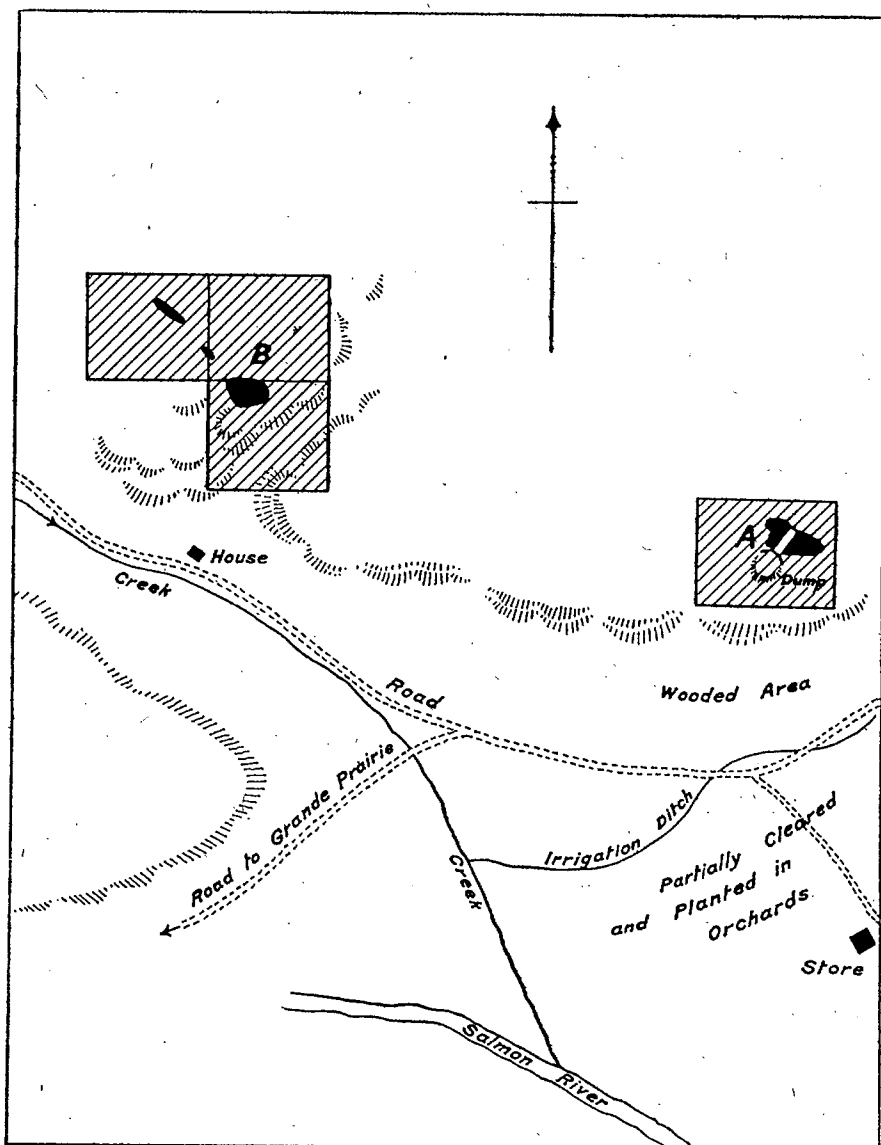 B
A
Dump
House
Creek
Road
Wooded Area
Road to Grande Prairie
Irrigation Ditch
Creek
Partially Cleared
and Planted in
Orchards
Store
Salmon
River